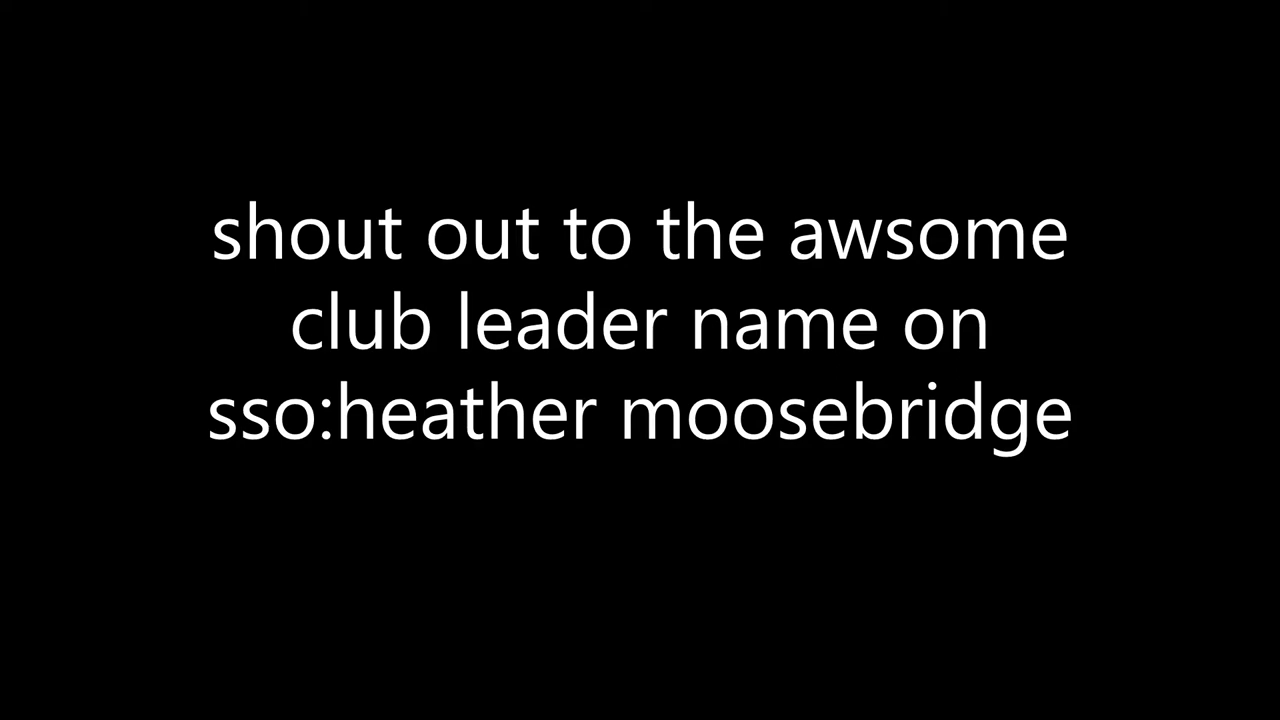 shout out to the awsome
club leader name on
sso:heather moosebridge